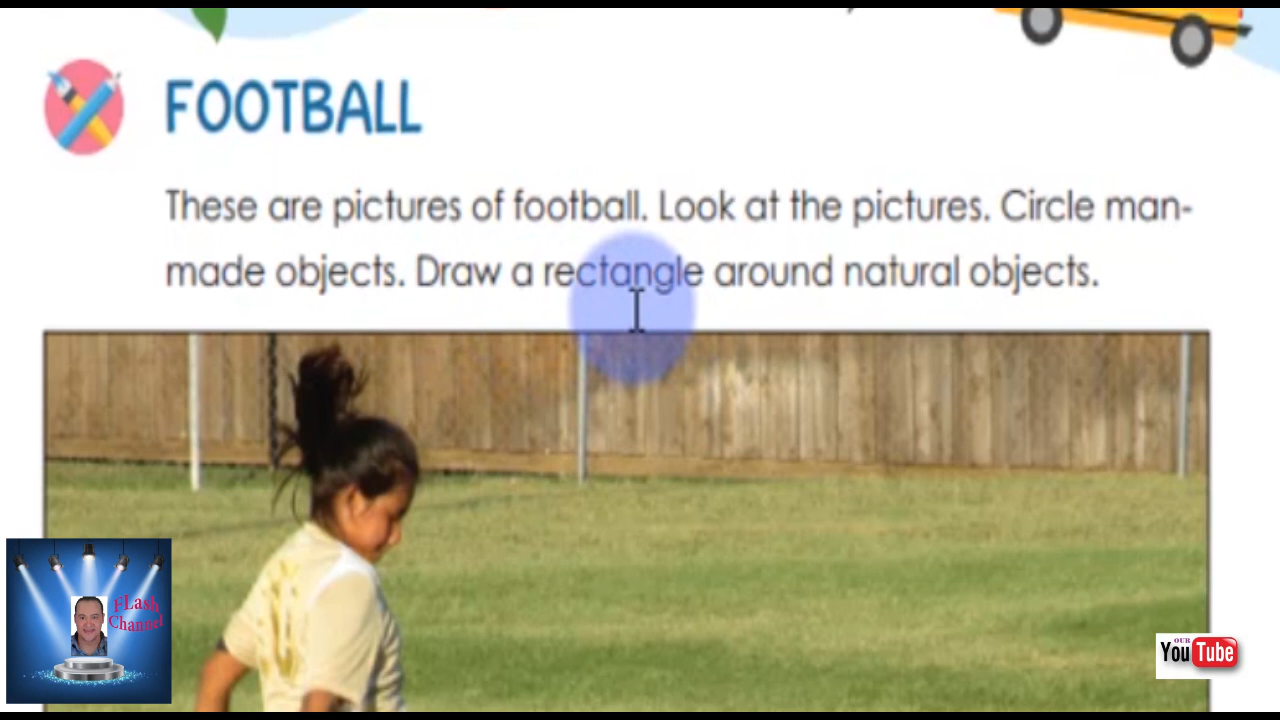 FOOTBALL
These are pictures of football. Look at the pictures. Circle man-
made objects. Draw a rectangle around natural objects.
FLash
Channel
OUR
YouTube